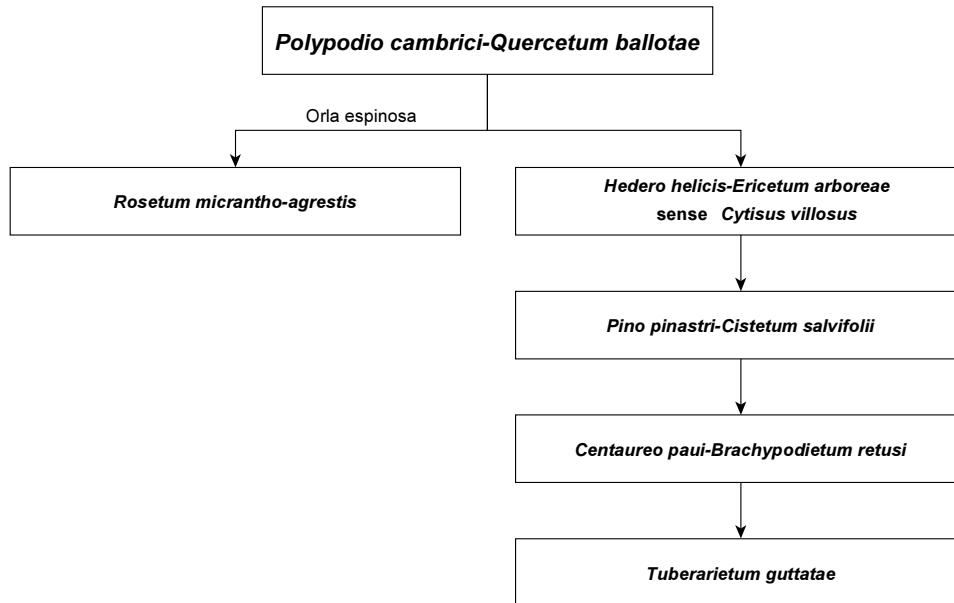 Polypodio cambrici-Quercetum ballotae
Orla espinosa
Rosetum micrantho-agrestis
Hedero helicis-Ericetum arboreae
sense Cytisus villosus
Pino pinastri-Cistetum salvifolii
Centaureo paui-Brachypodietum retusi
Tuberarietum guttatae